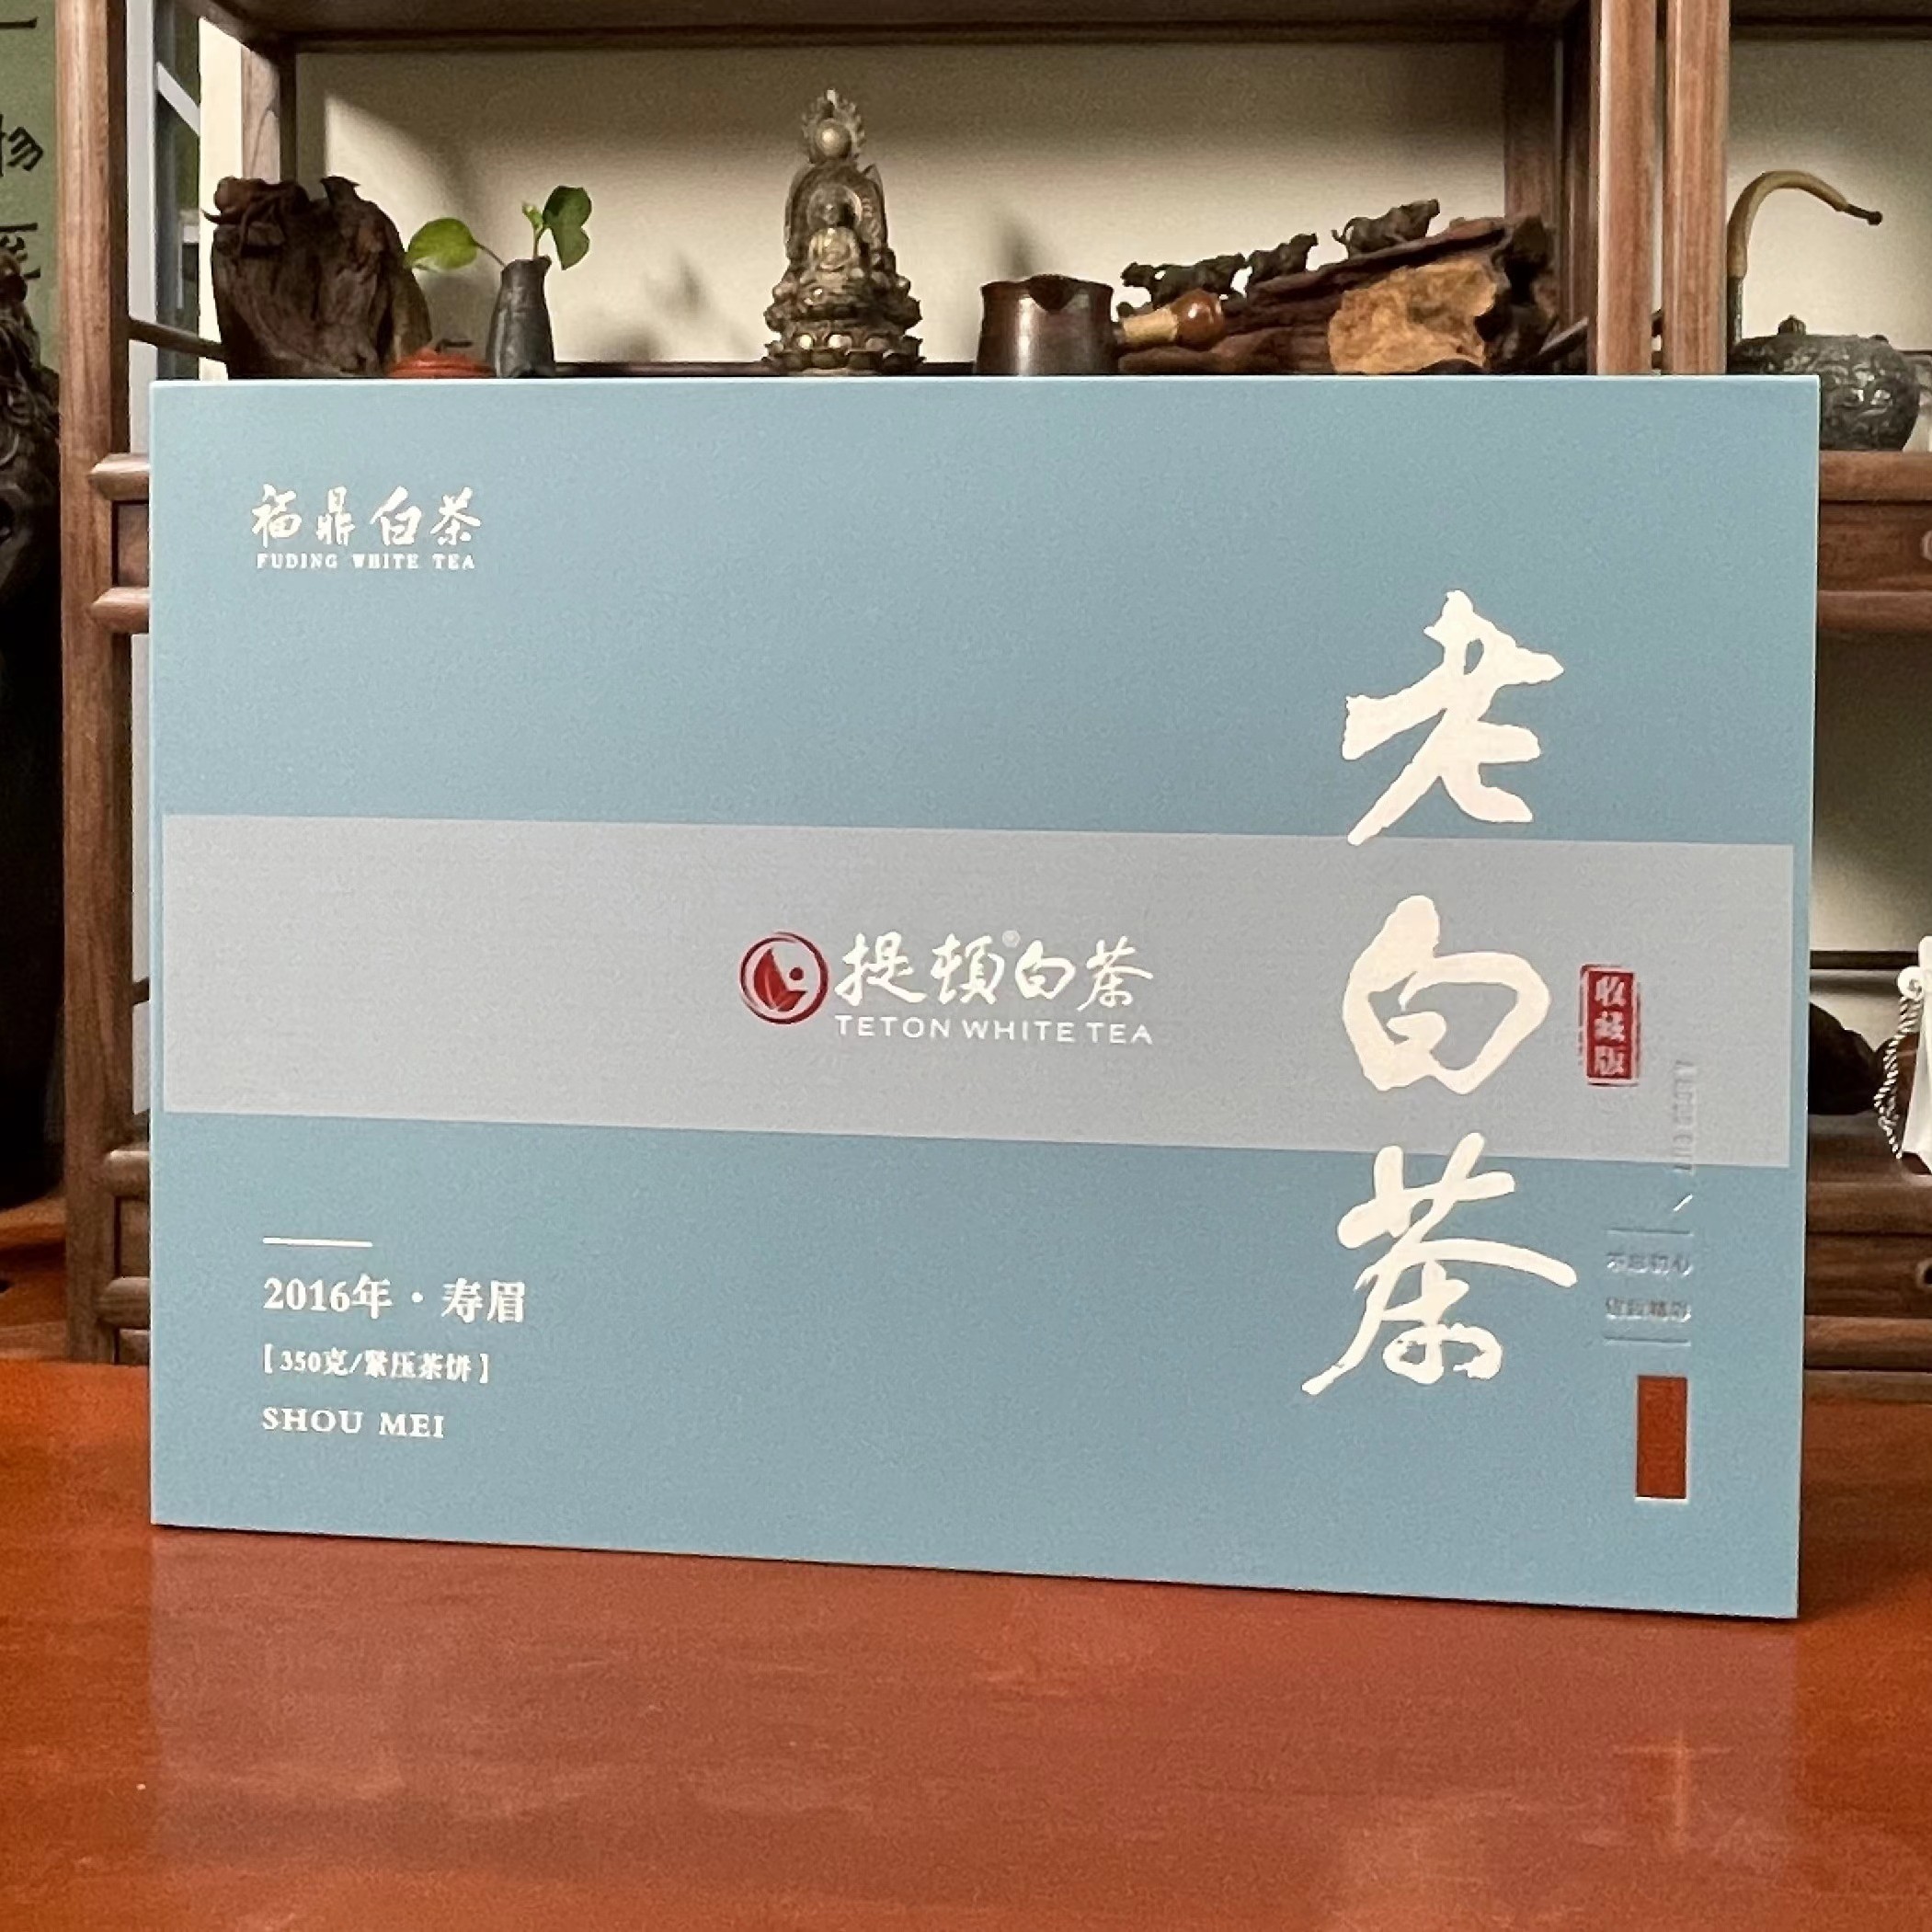 福鼎白茶
FUDING WHITE TEA
老白茶
提頓®白茶
TETON WHITE TEA
收藏版
2016年·寿眉
[350克/紧压茶饼]
SHOU MEI